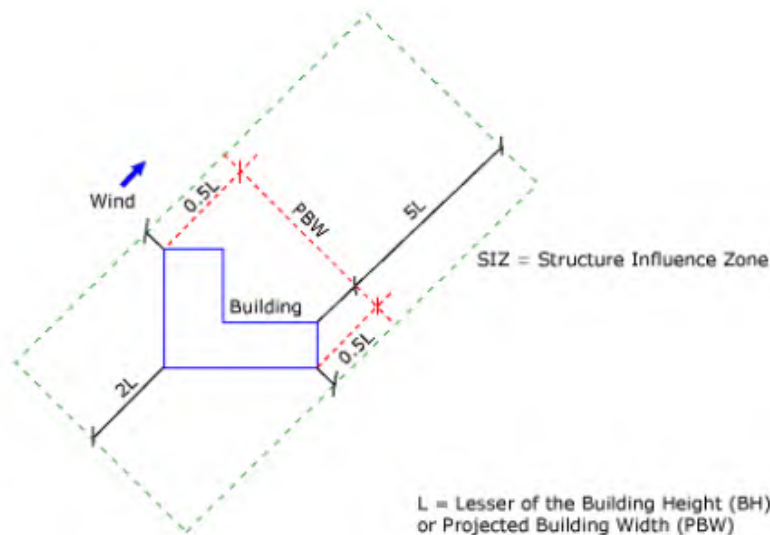 Wind
0.5L
PBW
5L
SIZ = Structure Influence Zone
Building
0.5L
2L
L = Lesser of the Building Height (BH)
or Projected Building Width (PBW)